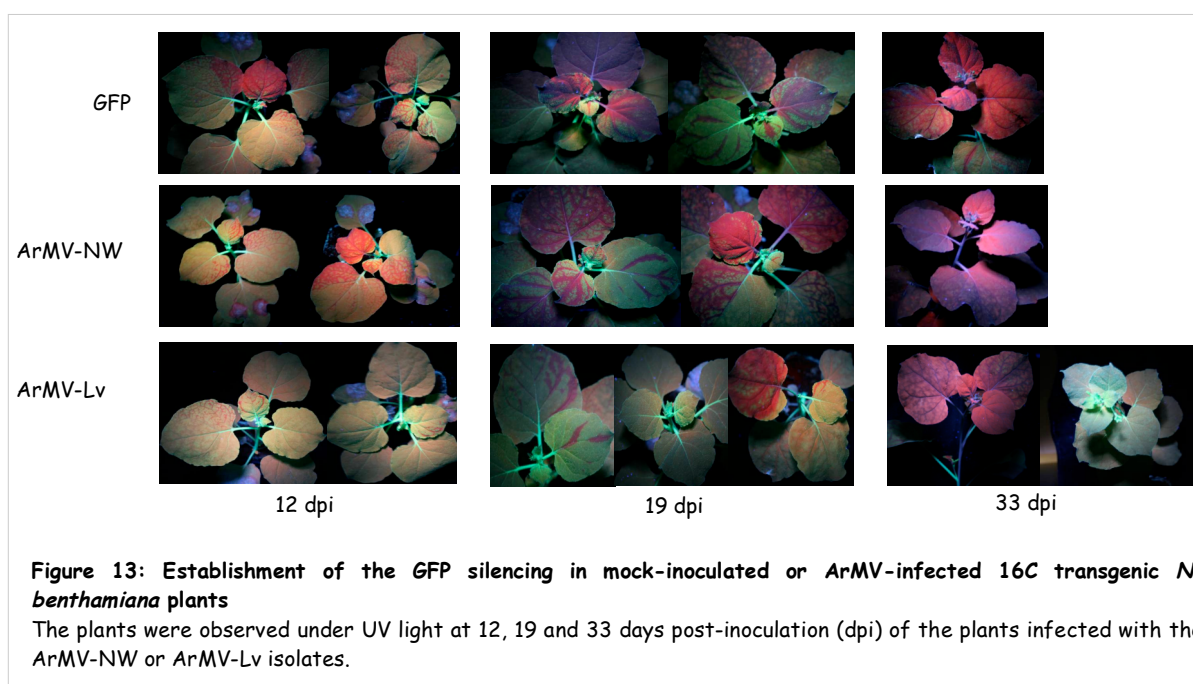 GFP
ArMV-NW
ArMV-Lv
12 dpi
19 dpi
33 dpi
Figure 13: Establishment of the GFP silencing in mock-inoculated or ArMV-infected 16C transgenic N
benthamiana plants
The plants were observed under UV light at 12, 19 and 33 days post-inoculation (dpi) of the plants infected with the
ArMV-NW or ArMV-Lv isolates.